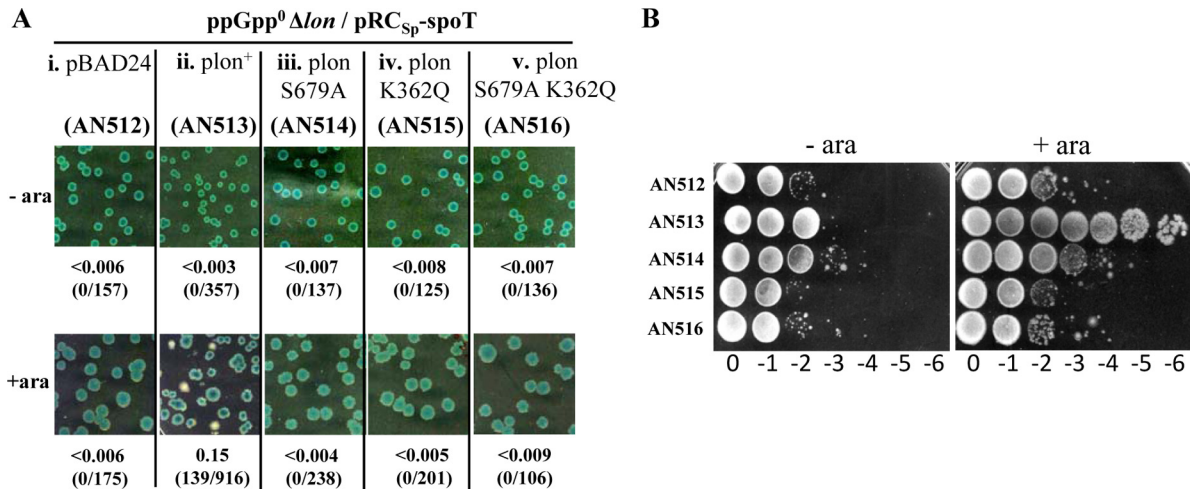 A
ppGpp⁰ Δlon / pRCSp-spoT
i. pBAD24
ii. plon⁺
iii. plon S679A
iv. plon K362Q
v. plon S679A K362Q
(AN512)
(AN513)
(AN514)
(AN515)
(AN516)
- ara
<0.006 (0/157)
<0.003 (0/357)
<0.007 (0/137)
<0.008 (0/125)
<0.007 (0/136)
+ara
<0.006 (0/175)
0.15 (139/916)
<0.004 (0/238)
<0.005 (0/201)
<0.009 (0/106)
B
- ara
+ ara
AN512
AN513
AN514
AN515
AN516
0 -1 -2 -3 -4 -5 -6
0 -1 -2 -3 -4 -5 -6